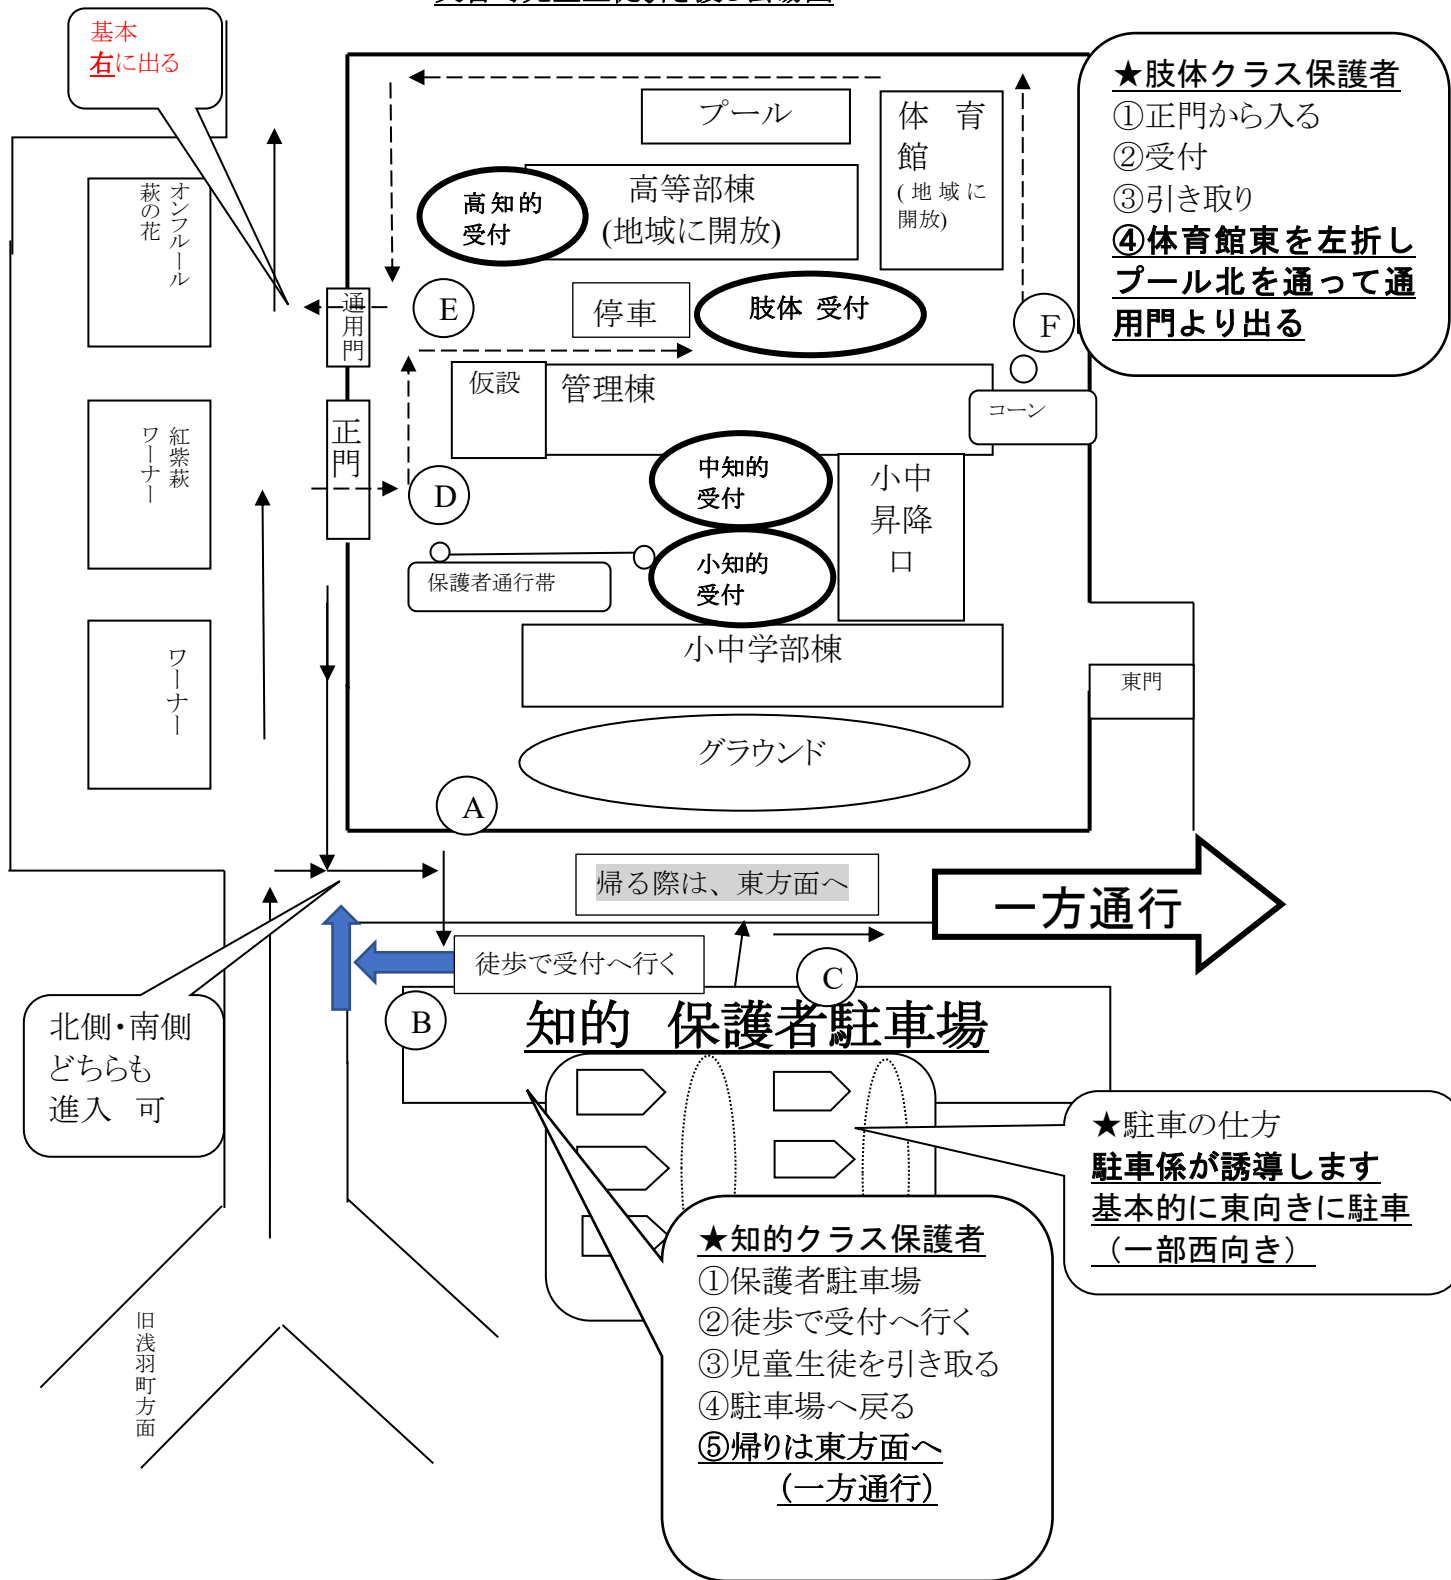 基本
右に出る
★肢体クラス保護者
①正門から入る
②受付
③引き取り
④体育館東を左折し
プール北を通って通
用門より出る
プール
体 育
館
(地域に
開放)
高等部棟
(地域に開放)
高知的
受付
オンフルール
萩の花
通用門
E
停車
肢体 受付
F
仮設
管理棟
コーン
正門
紅紫萩
ワーナー
D
中知的
受付
小中
昇降
口
小知的
受付
保護者通行帯
小中学部棟
ワーナー
東門
グラウンド
A
帰る際は、東方面へ
一方通行
徒歩で受付へ行く
C
B
知的 保護者駐車場
北側・南側
どちらも
進入 可
★駐車の仕方
駐車係が誘導します
基本的に東向きに駐車
（一部西向き）
★知的クラス保護者
①保護者駐車場
②徒歩で受付へ行く
③児童生徒を引き取る
④駐車場へ戻る
⑤帰りは東方面へ
（一方通行）
旧浅羽町方面